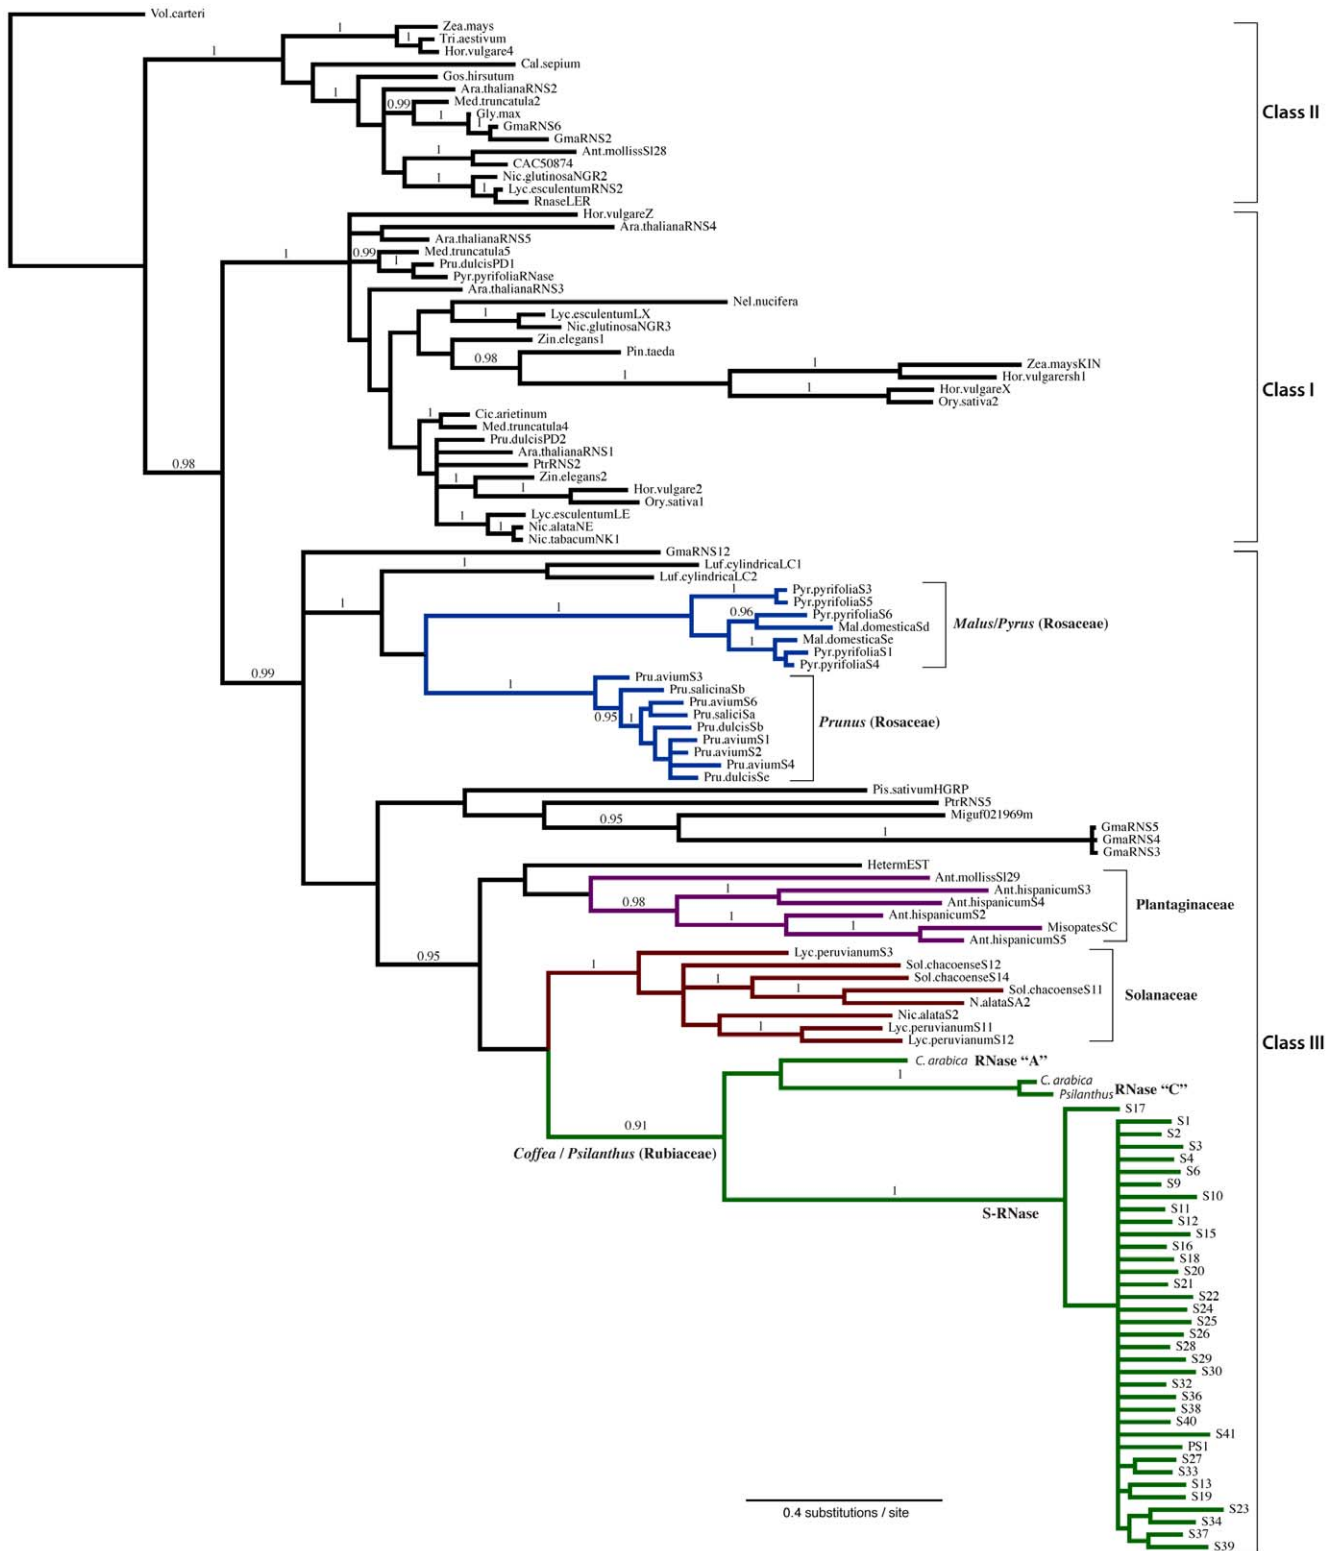 Vol.carteri
1
1
Zea.mays
1
Tri.aestivum
Hor.vulgare4
Cal.sepium
1
Gos.hirsutum
Ara.thalianaRNS2
0.99
Med.truncatula2
1
Gly.max
1
GmaRNS6
GmaRNS2
Class II
1
Ant.mollissSl28
CAC50874
1
Nic.glutinosaNGR2
1
Lyc.esculentumRNS2
RnaseLER
Hor.vulgareZ
Ara.thalianaRNS4
Ara.thalianaRNS5
1
0.99
Med.truncatula5
1
Pru.dulcisPD1
Pyr.pyrifoliaRNase
Ara.thalianaRNS3
Nel.nucifera
1
Lyc.esculentumLX
Nic.glutinosaNGR3
Zin.elegans1
0.98
Pin.taeda
1
1
Zea.maysKIN
Hor.vulgarersh1
1
Hor.vulgareX
Ory.sativa2
Class I
1
Cic.arietinum
Med.truncatula4
Pru.dulcisPD2
Ara.thalianaRNS1
PtrRNS2
0.98
1
Zin.elegans2
1
Hor.vulgare2
Ory.sativa1
1
Lyc.esculentumLE
1
Nic.alataNE
Nic.tabacumNK1
GmaRNS12
1
Luf.cylindricaLC1
Luf.cylindricaLC2
1
1
1
Pyr.pyrifoliaS3
Pyr.pyrifoliaS5
0.96
Pyr.pyrifoliaS6
Mal.domesticaSd
1
Mal.domesticaSe
Pyr.pyrifoliaS1
Pyr.pyrifoliaS4
Malus/Pyrus (Rosaceae)
0.99
1
Pru.aviumS3
0.95
Pru.salicinaSb
1
Pru.aviumS6
Pru.saliciSa
Pru.dulcisSb
Pru.aviumS1
Pru.aviumS2
Pru.aviumS4
Pru.dulcisSe
Prunus (Rosaceae)
Pis.sativumHGRP
PtrRNS5
0.95
Miguf021969m
1
GmaRNS5
GmaRNS4
GmaRNS3
HetermEST
Ant.mollissSl29
0.98
1
Ant.hispanicumS3
Ant.hispanicumS4
1
Ant.hispanicumS2
1
MisopatesSC
Ant.hispanicumS5
Plantaginaceae
0.95
1
Lyc.peruvianumS3
Sol.chacoenseS12
1
Sol.chacoenseS14
1
Sol.chacoenseS11
N.alataSA2
Nic.alataS2
1
Lyc.peruvianumS11
Lyc.peruvianumS12
Solanaceae
Class III
C. arabica RNase “A”
1
C. arabica
Psilanthus
RNase “C”
0.91
Coffea / Psilanthus (Rubiaceae)
1
S-RNase
S17
S1
S2
S3
S4
S6
S9
S10
S11
S12
S15
S16
S18
S20
S21
S22
S24
S25
S26
S28
S29
S30
S32
S36
S38
S40
S41
PS1
S27
S33
S13
S19
S23
S34
S37
S39
0.4 substitutions / site